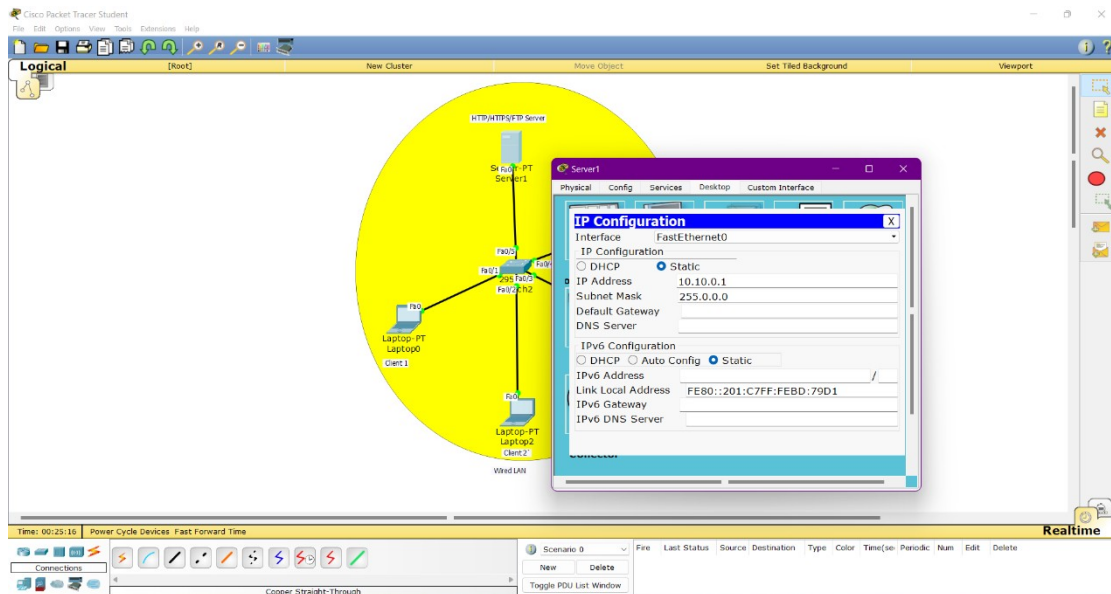 Cisco Packet Tracer Student
File Edit Options View Tools Extensions Help
Logical [Root] New Cluster Move Object Set Tiled Background Viewport
HTTP/HTTPS/FTP Server
Fa0
Server1
Fa0/5
Fa0/1
Fa0/3
Fa0/2
Fa0
Laptop-PT
Laptop0
Client 1
Fa0
Laptop-PT
Laptop2
Client 2`
Wired LAN
Server1
Physical Config Services Desktop Custom Interface
IP Configuration X
Interface FastEthernet0
IP Configuration
DHCP Static
IP Address 10.10.0.1
Subnet Mask 255.0.0.0
Default Gateway
DNS Server
IPv6 Configuration
DHCP Auto Config Static
IPv6 Address /
Link Local Address FE80::201:C7FF:FEBD:79D1
IPv6 Gateway
IPv6 DNS Server
Time: 00:25:16 Power Cycle Devices Fast Forward Time Realtime
Connections
Copper Straight-Through
Scenario 0
New Delete
Toggle PDU List Window
Fire Last Status Source Destination Type Color Time(se Periodic Num Edit Delete